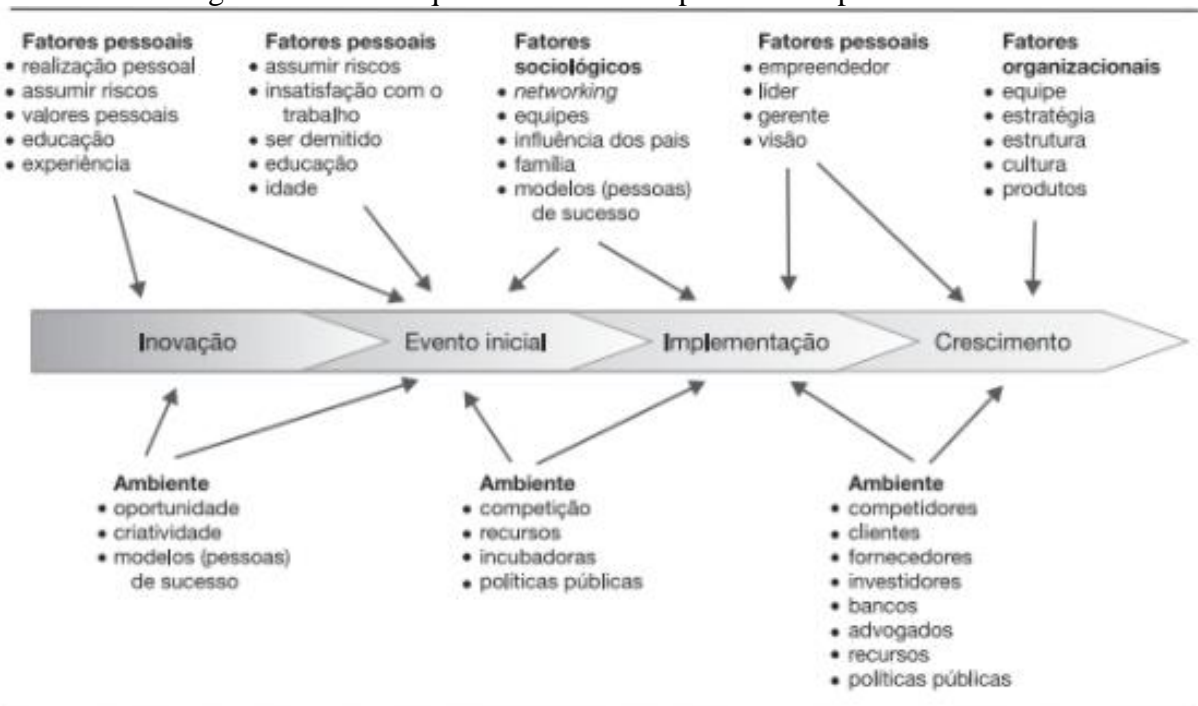 Fatores pessoais
• realização pessoal
• assumir riscos
• valores pessoais
• educação
• experiência
Fatores pessoais
• assumir riscos
• insatisfação com o
trabalho
• ser demitido
• educação
• idade
Fatores
sociológicos
• networking
• equipes
• influência dos pais
• família
• modelos (pessoas)
de sucesso
Fatores pessoais
• empreendedor
• líder
• gerente
• visão
Fatores
organizacionais
• equipe
• estratégia
• estrutura
• cultura
• produtos
Inovação
Evento inicial
Implementação
Crescimento
Ambiente
• oportunidade
• criatividade
• modelos (pessoas)
de sucesso
Ambiente
• competição
• recursos
• incubadoras
• políticas públicas
Ambiente
• competidores
• clientes
• fornecedores
• investidores
• bancos
• advogados
• recursos
• políticas públicas